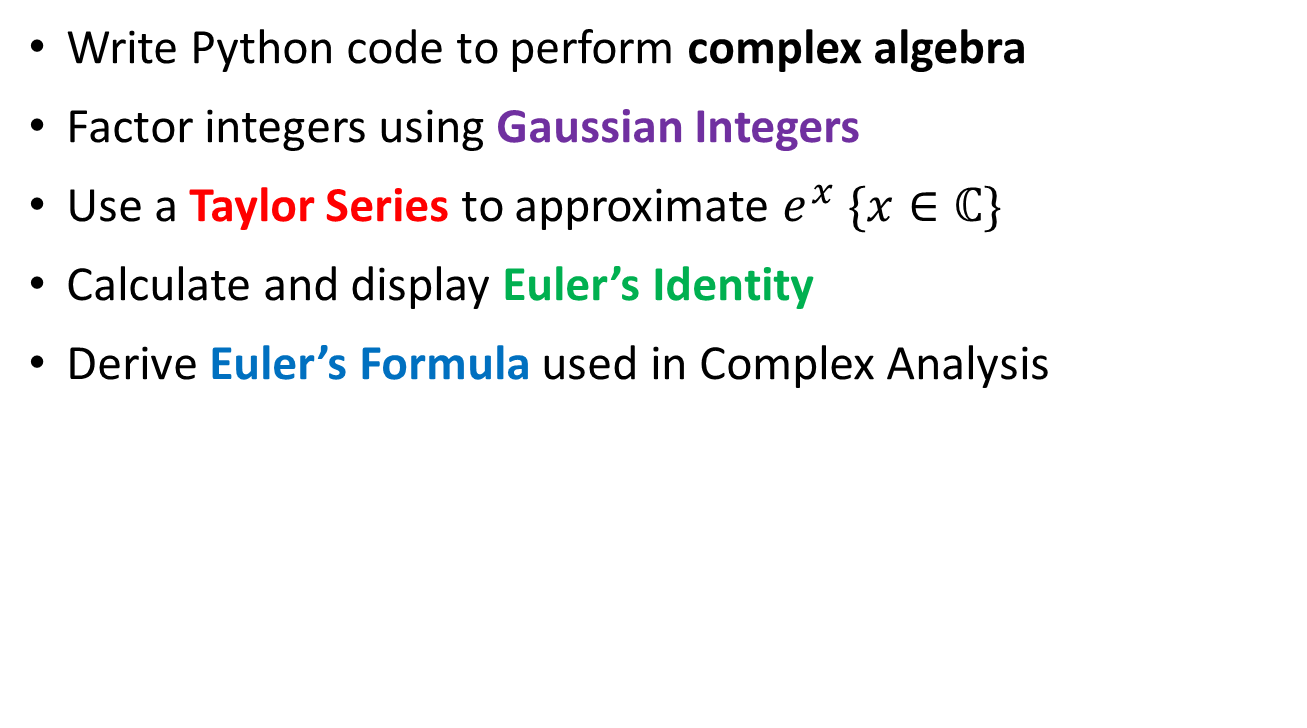 • Write Python code to perform complex algebra
• Factor integers using Gaussian Integers
• Use a Taylor Series to approximate 𝑒ˣ {𝑥 ∈ ℂ}
• Calculate and display Euler’s Identity
• Derive Euler’s Formula used in Complex Analysis